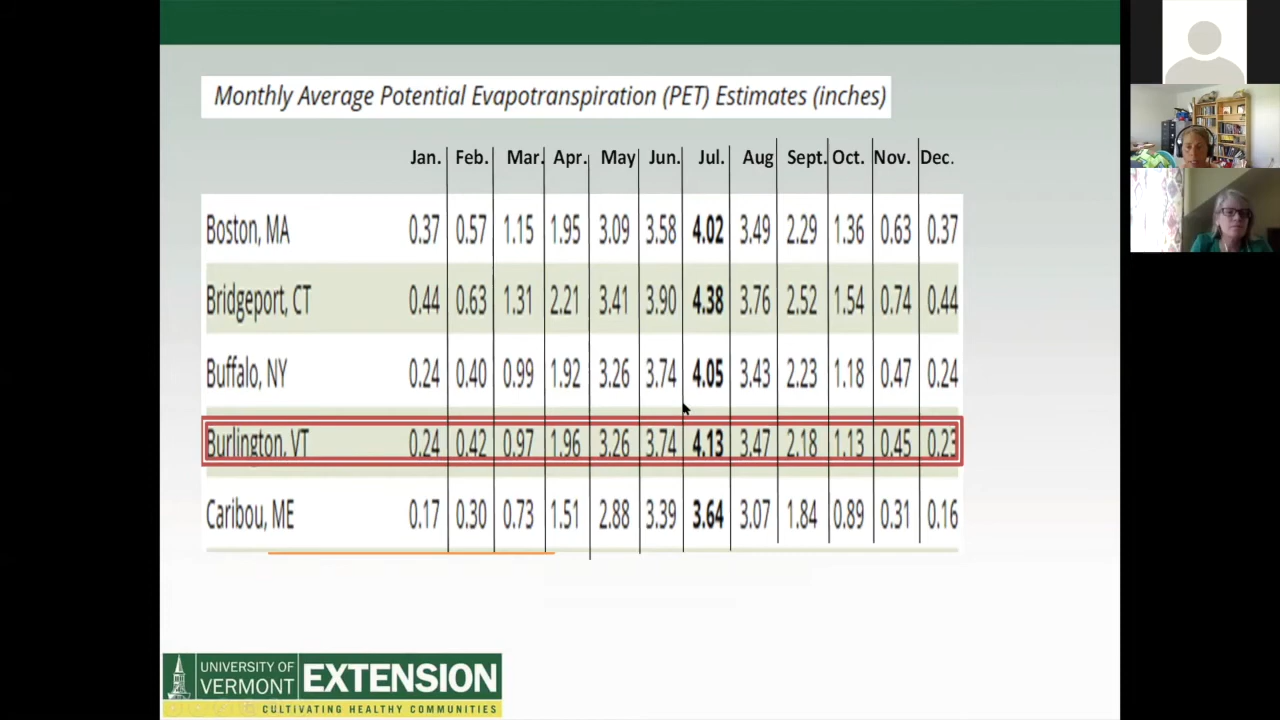 Monthly Average Potential Evapotranspiration (PET) Estimates (inches)
Jan. Feb. Mar. Apr. May Jun. Jul. Aug Sept. Oct. Nov. Dec.
Boston, MA 0.37 0.57 1.15 1.95 3.09 3.58 4.02 3.49 2.29 1.36 0.63 0.37
Bridgeport, CT 0.44 0.63 1.31 2.21 3.41 3.90 4.38 3.76 2.52 1.54 0.74 0.44
Buffalo, NY 0.24 0.40 0.99 1.92 3.26 3.74 4.05 3.43 2.23 1.18 0.47 0.24
Burlington, VT 0.24 0.42 0.97 1.96 3.26 3.74 4.13 3.47 2.18 1.13 0.45 0.23
Caribou, ME 0.17 0.30 0.73 1.51 2.88 3.39 3.64 3.07 1.84 0.89 0.31 0.16
UNIVERSITY OF
VERMONT
EXTENSION
CULTIVATING HEALTHY COMMUNITIES